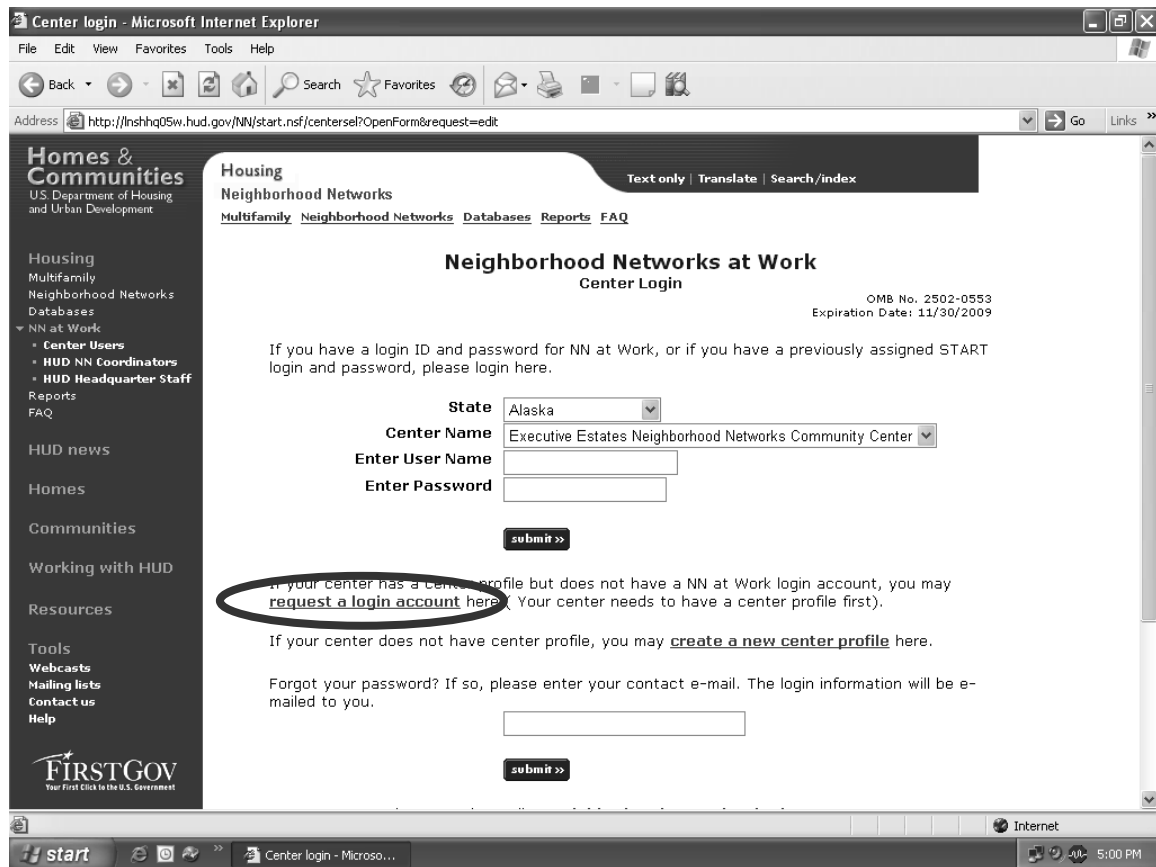 Center login - Microsoft Internet Explorer
File Edit View Favorites Tools Help
Back Search Favorites
Address http://lnshhq05w.hud.gov/NN/start.nsf/centersel?OpenForm&request=edit Go Links »
Homes &
Communities
U.S. Department of Housing
and Urban Development
Housing
Multifamily
Neighborhood Networks
Databases
NN at Work
Center Users
HUD NN Coordinators
HUD Headquarter Staff
Reports
FAQ
HUD news
Homes
Communities
Working with HUD
Resources
Tools
Webcasts
Mailing lists
Contact us
Help
FIRSTGOV
Your First Click to the U.S. Government
Housing
Neighborhood Networks
Text only | Translate | Search/index
Multifamily Neighborhood Networks Databases Reports FAQ
Neighborhood Networks at Work
Center Login
OMB No. 2502-0553
Expiration Date: 11/30/2009
If you have a login ID and password for NN at Work, or if you have a previously assigned START
login and password, please login here.
State Alaska
Center Name Executive Estates Neighborhood Networks Community Center
Enter User Name
Enter Password
submit »
If your center has a center profile but does not have a NN at Work login account, you may
request a login account here ( Your center needs to have a center profile first).
If your center does not have center profile, you may create a new center profile here.
Forgot your password? If so, please enter your contact e-mail. The login information will be e-
mailed to you.
submit »
Internet
start » Center login - Microso... 5:00 PM